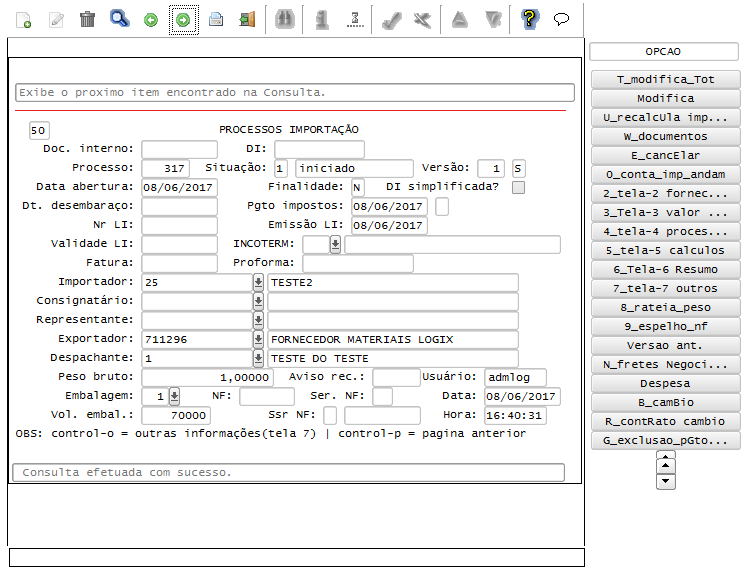 OPCAO
Exibe o proximo item encontrado na Consulta.
50 PROCESSOS IMPORTAÇÃO
Doc. interno: DI:
Processo: 317 Situação: 1 iniciado Versão: 1 S
Data abertura: 08/06/2017 Finalidade: N DI simplificada?
Dt. desembaraço: Pgto impostos: 08/06/2017
Nr LI: Emissão LI: 08/06/2017
Validade LI: INCOTERM:
Fatura: Proforma:
Importador: 25 TESTE2
Consignatário:
Representante:
Exportador: 711296 FORNECEDOR MATERIAIS LOGIX
Despachante: 1 TESTE DO TESTE
Peso bruto: 1,00000 Aviso rec.: Usuário: admlog
Embalagem: 1 NF: Ser. NF: Data: 08/06/2017
Vol. embal.: 70000 Ssr NF: Hora: 16:40:31
OBS: control-o = outras informações(tela 7) | control-p = pagina anterior
Consulta efetuada com sucesso.
T_modifica_Tot
Modifica
U_recalcUla imp...
W_documentos
E_cancElar
O_conta_imp_andam
2_tela-2 fornec...
3_Tela-3 valor ...
4_tela-4 proces...
5_tela-5 calculos
6_Tela-6 Resumo
7_tela-7 outros
8_rateia_peso
9_espelho_nf
Versao ant.
N_fretes Negoci...
Despesa
B_camBio
R_contRato cambio
G_exclusao_pGto...